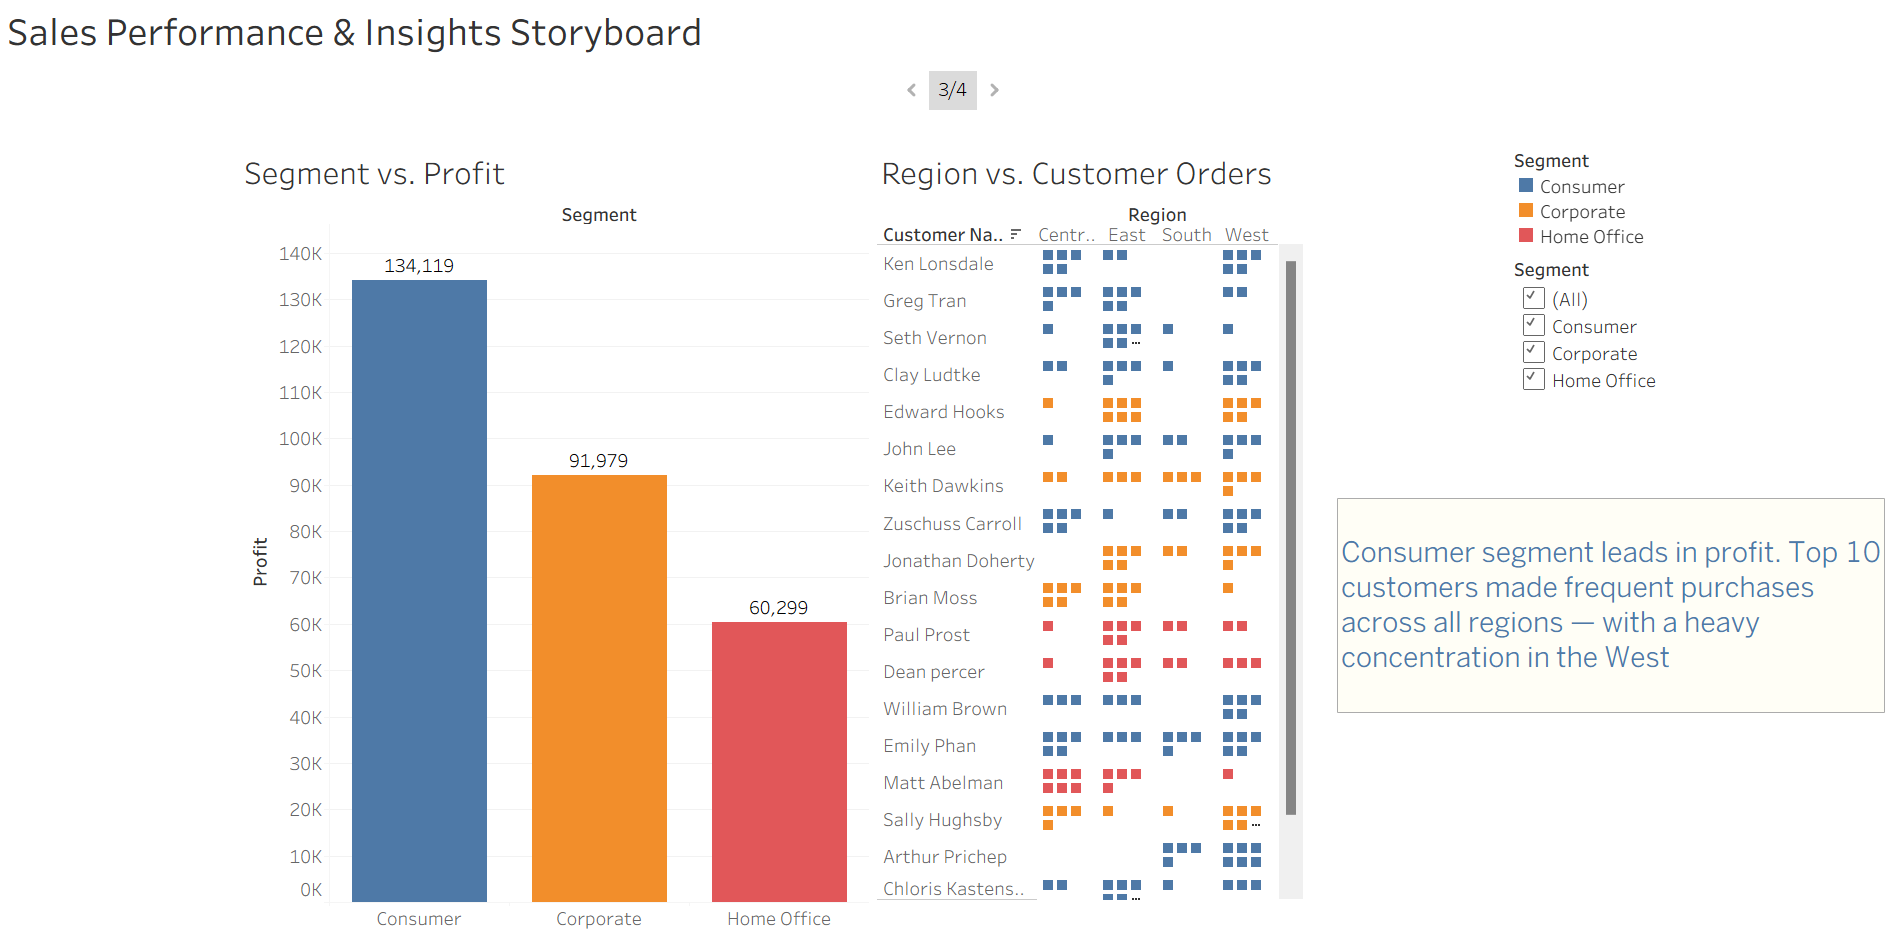 Sales Performance & Insights Storyboard
3/4
Segment vs. Profit
Segment
140K
130K
120K
110K
100K
90K
80K
70K
60K
50K
40K
30K
20K
10K
0K
Profit
134,119
91,979
60,299
Consumer
Corporate
Home Office
Region vs. Customer Orders
Region
Customer Na.. Centr.. East South West
Ken Lonsdale
Greg Tran
Seth Vernon
Clay Ludtke
Edward Hooks
John Lee
Keith Dawkins
Zuschuss Carroll
Jonathan Doherty
Brian Moss
Paul Prost
Dean percer
William Brown
Emily Phan
Matt Abelman
Sally Hughsby
Arthur Prichep
Chloris Kastens..
Segment
Consumer
Corporate
Home Office
Segment
(All)
Consumer
Corporate
Home Office
Consumer segment leads in profit. Top 10
customers made frequent purchases
across all regions — with a heavy
concentration in the West